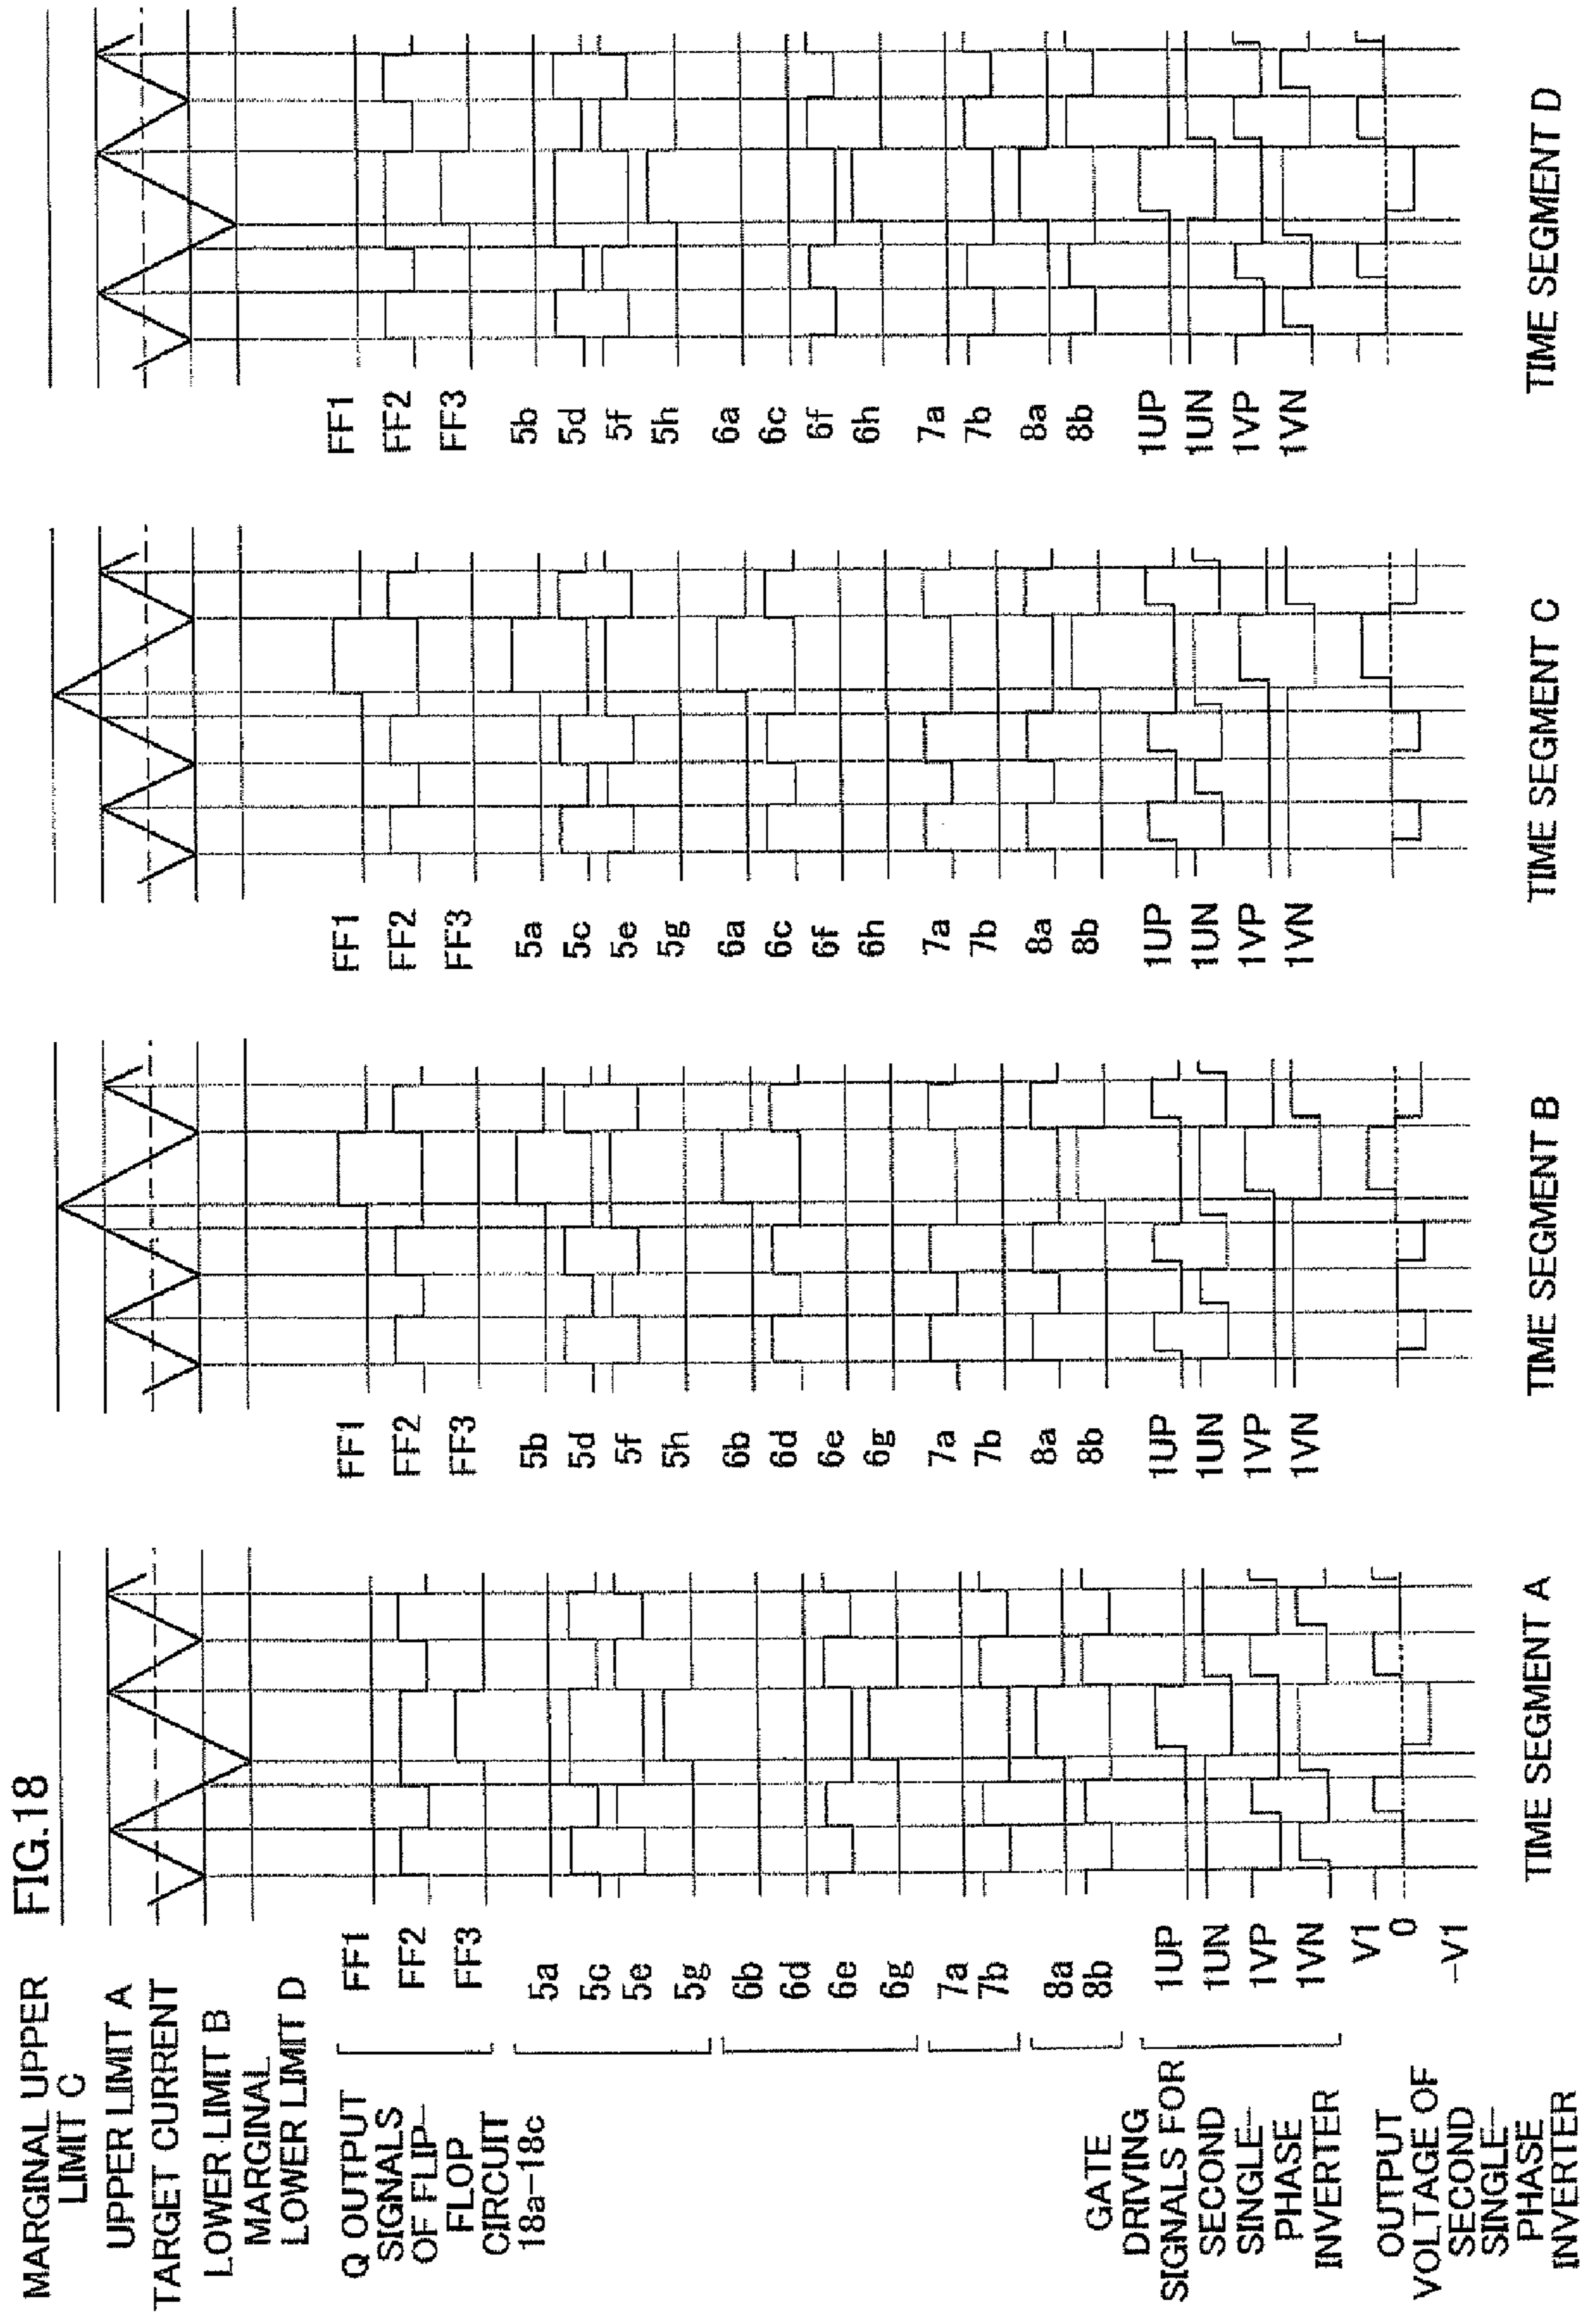 FIG.18
MARGINAL UPPER
LIMIT C
UPPER LIMIT A
TARGET CURRENT
LOWER LIMIT B
MARGINAL
LOWER LIMIT D
Q OUTPUT
SIGNALS
OF FLIP-
FLOP
CIRCUIT
18a-18c
GATE
DRIVING
SIGNALS FOR
SECOND
SINGLE-
PHASE
INVERTER
OUTPUT
VOLTAGE OF
SECOND
SINGLE-
PHASE
INVERTER
FF1
FF2
FF3
5a
5c
5e
5g
6b
6d
6e
6g
7a
7b
8a
8b
1UP
1UN
1VP
1VN
V1
0
-V1
TIME SEGMENT A
FF1
FF2
FF3
5b
5d
5f
5h
6b
6d
6e
6g
7a
7b
8a
8b
1UP
1UN
1VP
1VN
TIME SEGMENT B
FF1
FF2
FF3
5a
5c
5e
5g
6a
6c
6f
6h
7a
7b
8a
8b
1UP
1UN
1VP
1VN
TIME SEGMENT C
FF1
FF2
FF3
5b
5d
5f
5h
6a
6c
6f
6h
7a
7b
8a
8b
1UP
1UN
1VP
1VN
TIME SEGMENT D